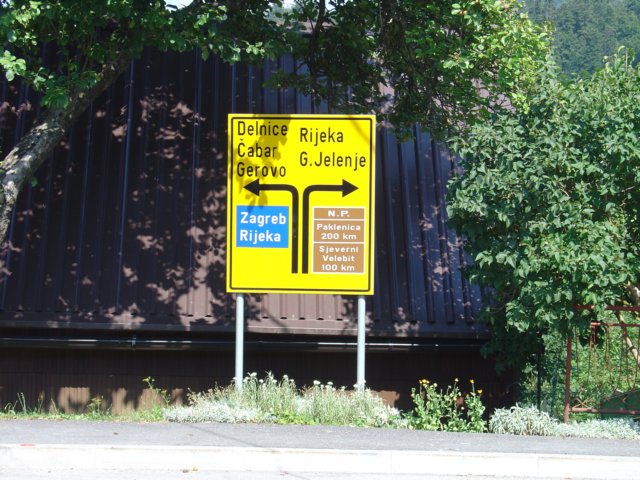 Delnice
Čabar
Gerovo
Rijeka
G.Jelenje
Zagreb
Rijeka
N.P.
Paklenica
200 km
Sjeverni
Velebit
100 km